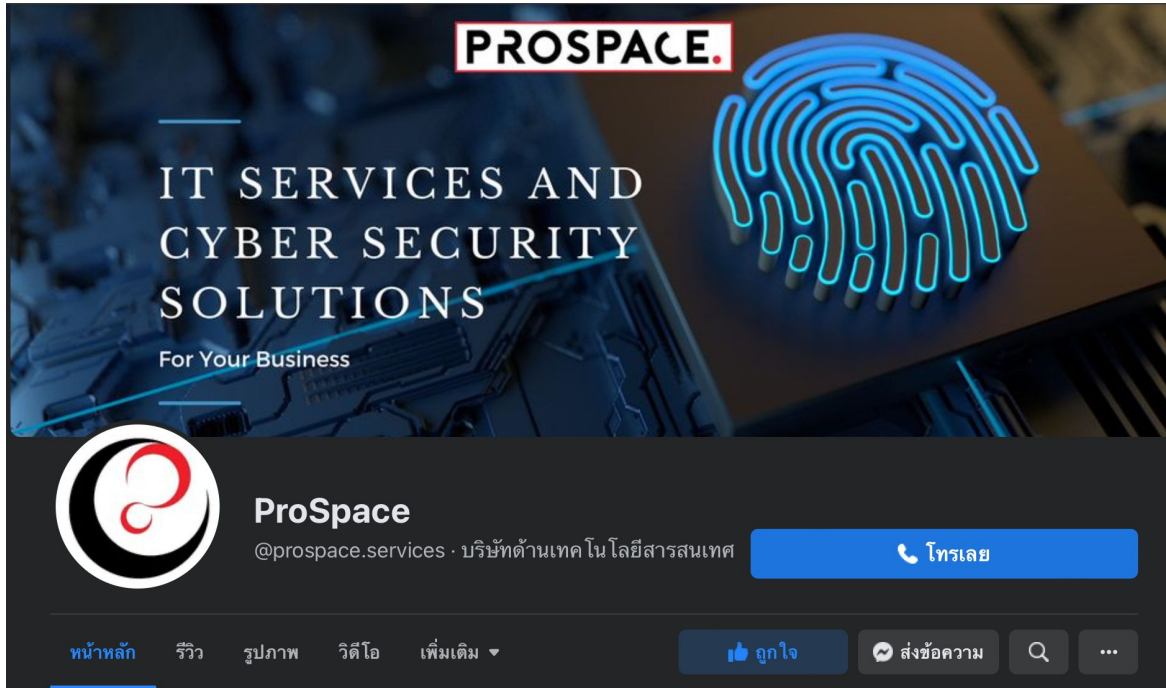 PROSPACE.
IT SERVICES AND
CYBER SECURITY
SOLUTIONS
For Your Business
ProSpace
@prospace.services · บริษัทด้านเทคโนโลยีสารสนเทศ
โทรเลย
หน้าหลัก รีวิว รูปภาพ วิดีโอ เพิ่มเติม ถูกใจ ส่งข้อความ